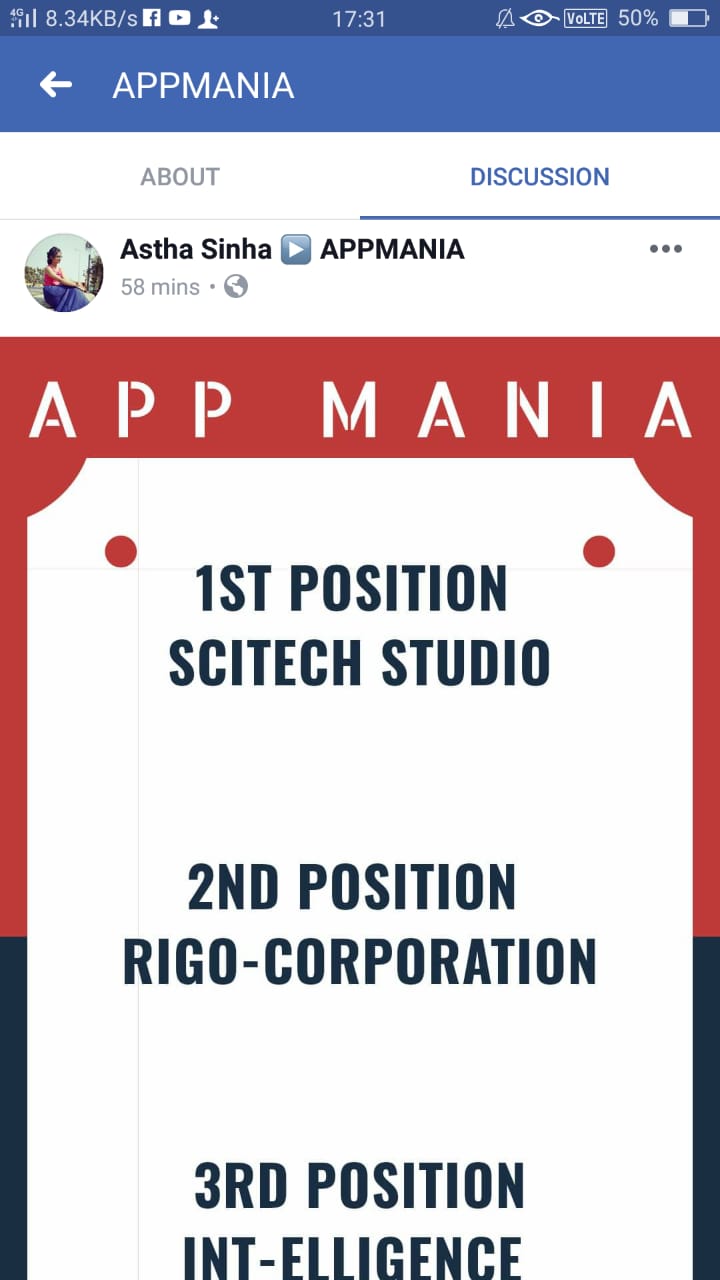 4G 8.34KB/s 17:31 VoLTE 50%
APPMANIA
ABOUT DISCUSSION
Astha Sinha ▶ APPMANIA
58 mins •
APP MANIA
1ST POSITION
SCITECH STUDIO
2ND POSITION
RIGO-CORPORATION
3RD POSITION
INT-ELLIGENCE